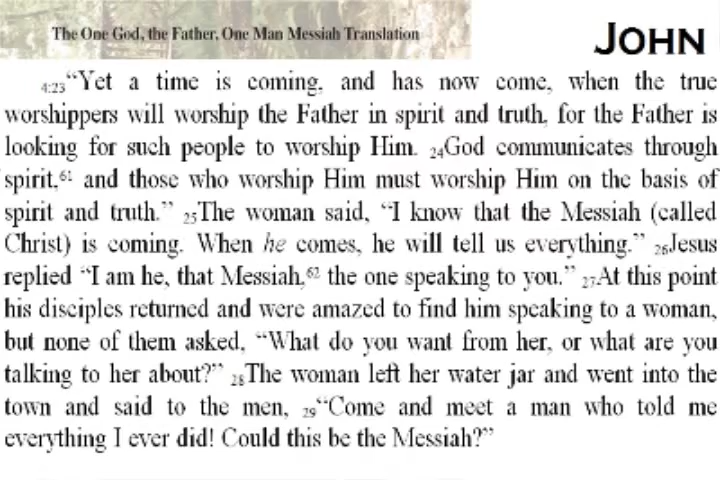 The One God, the Father, One Man Messiah Translation
JOHN
4:23“Yet a time is coming, and has now come, when the true
worshippers will worship the Father in spirit and truth, for the Father is
looking for such people to worship Him. 24God communicates through
spirit,61 and those who worship Him must worship Him on the basis of
spirit and truth.” 25The woman said, “I know that the Messiah (called
Christ) is coming. When he comes, he will tell us everything.” 26Jesus
replied “I am he, that Messiah,62 the one speaking to you.” 27At this point
his disciples returned and were amazed to find him speaking to a woman,
but none of them asked, “What do you want from her, or what are you
talking to her about?” 28The woman left her water jar and went into the
town and said to the men, 29“Come and meet a man who told me
everything I ever did! Could this be the Messiah?”